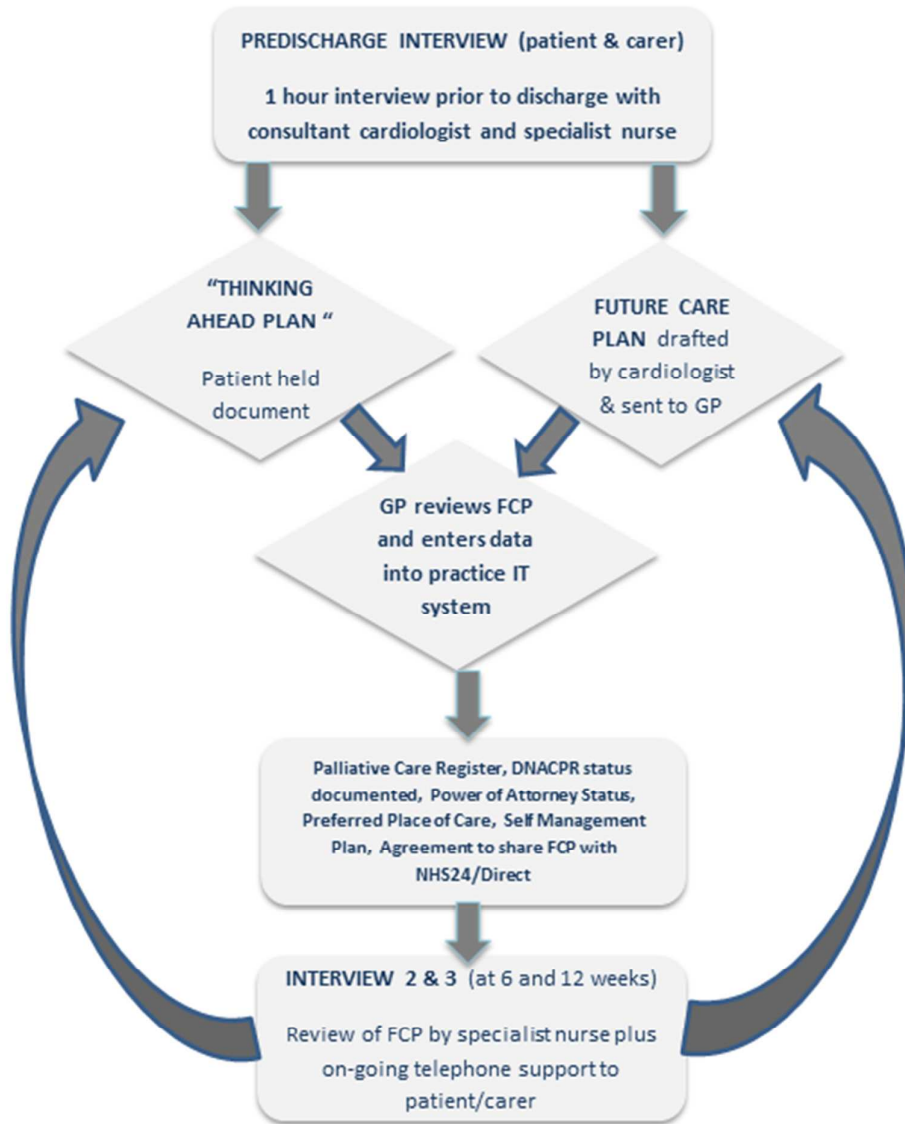 PREDISCHARGE INTERVIEW (patient & carer)
1 hour interview prior to discharge with
consultant cardiologist and specialist nurse
“THINKING
AHEAD PLAN “
Patient held
document
FUTURE CARE
PLAN drafted
by cardiologist
& sent to GP
GP reviews FCP
and enters data
into practice IT
system
Palliative Care Register, DNACPR status
documented, Power of Attorney Status,
Preferred Place of Care, Self Management
Plan, Agreement to share FCP with
NHS24/Direct
INTERVIEW 2 & 3 (at 6 and 12 weeks)
Review of FCP by specialist nurse plus
on-going telephone support to
patient/carer